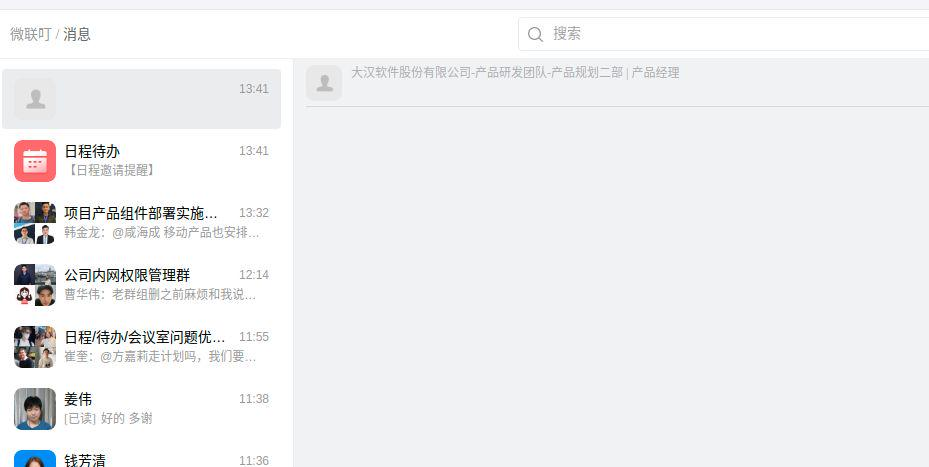 微联叮 / 消息
搜索
13:41
大汉软件股份有限公司-产品研发团队-产品规划二部 | 产品经理
日程待办 13:41
【日程邀请提醒】
项目产品组件部署实施... 13:32
韩金龙：@咸海成 移动产品也安排...
公司内网权限管理群 12:14
曹华伟：老群组删之前麻烦和我说...
日程/待办/会议室问题优... 11:55
崔奎：@方嘉莉走计划吗，我们要...
姜伟 11:38
[已读] 好的 多谢
钱芳清 11:36